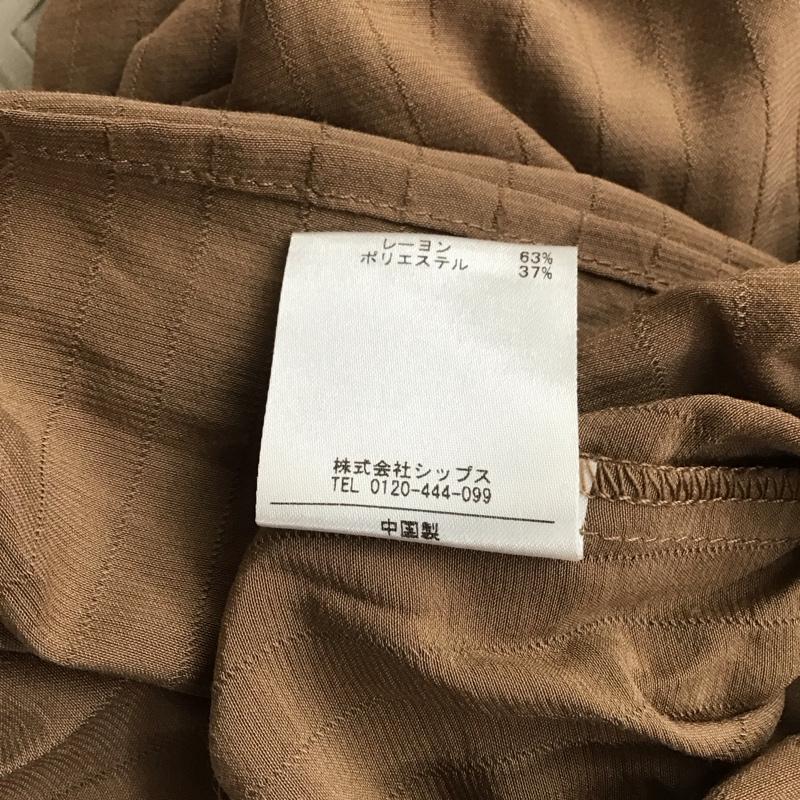 レーヨン 63%
ポリエステル 37%
株式会社シップス
TEL 0120-444-099
中国製